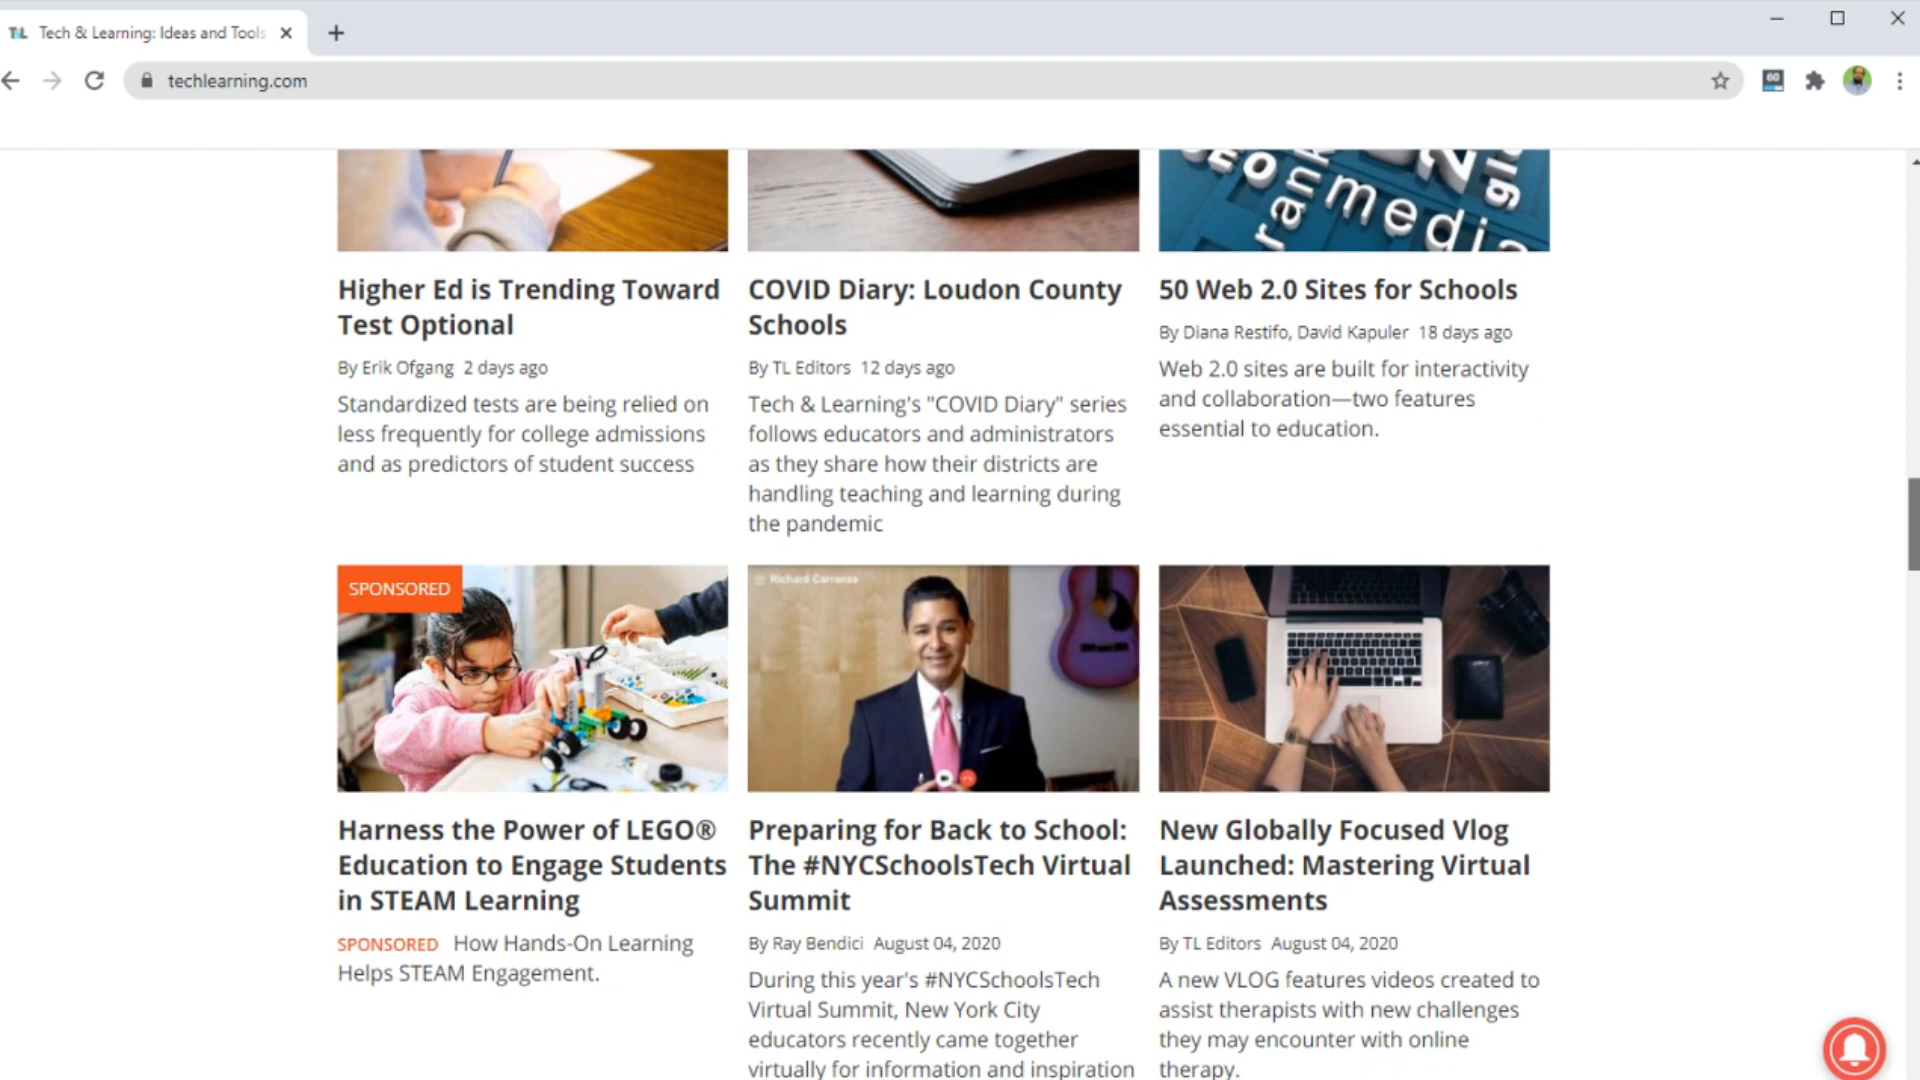 Tech & Learning: Ideas and Tools
techlearning.com
60
rank
media
Higher Ed is Trending Toward
Test Optional
By Erik Ofgang 2 days ago
Standardized tests are being relied on
less frequently for college admissions
and as predictors of student success
COVID Diary: Loudon County
Schools
By TL Editors 12 days ago
Tech & Learning's "COVID Diary" series
follows educators and administrators
as they share how their districts are
handling teaching and learning during
the pandemic
50 Web 2.0 Sites for Schools
By Diana Restifo, David Kapuler 18 days ago
Web 2.0 sites are built for interactivity
and collaboration—two features
essential to education.
SPONSORED
Richard Carranza
Harness the Power of LEGO®
Education to Engage Students
in STEAM Learning
SPONSORED How Hands-On Learning
Helps STEAM Engagement.
Preparing for Back to School:
The #NYCSchoolsTech Virtual
Summit
By Ray Bendici August 04, 2020
During this year's #NYCSchoolsTech
Virtual Summit, New York City
educators recently came together
virtually for information and inspiration
New Globally Focused Vlog
Launched: Mastering Virtual
Assessments
By TL Editors August 04, 2020
A new VLOG features videos created to
assist therapists with new challenges
they may encounter with online
therapy.